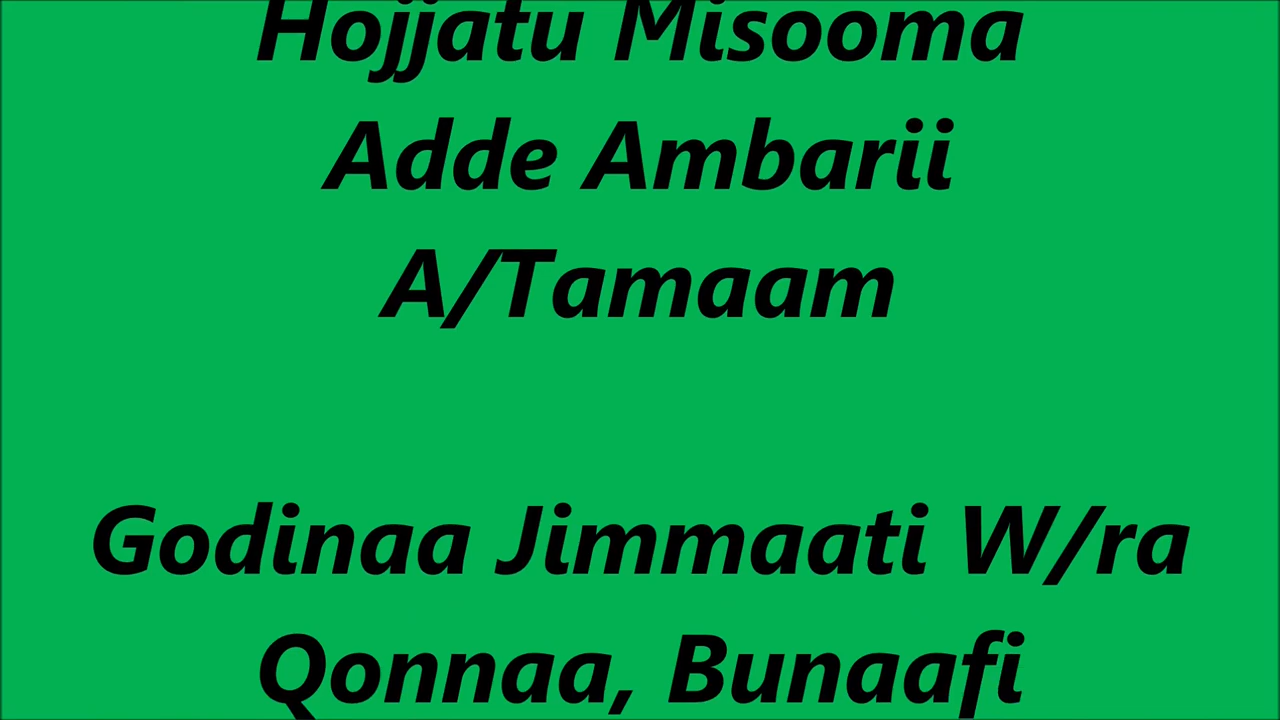 Hojjatu Misooma
Adde Ambarii
A/Tamaam
Godinaa Jimmaati W/ra
Qonnaa, Bunaafi